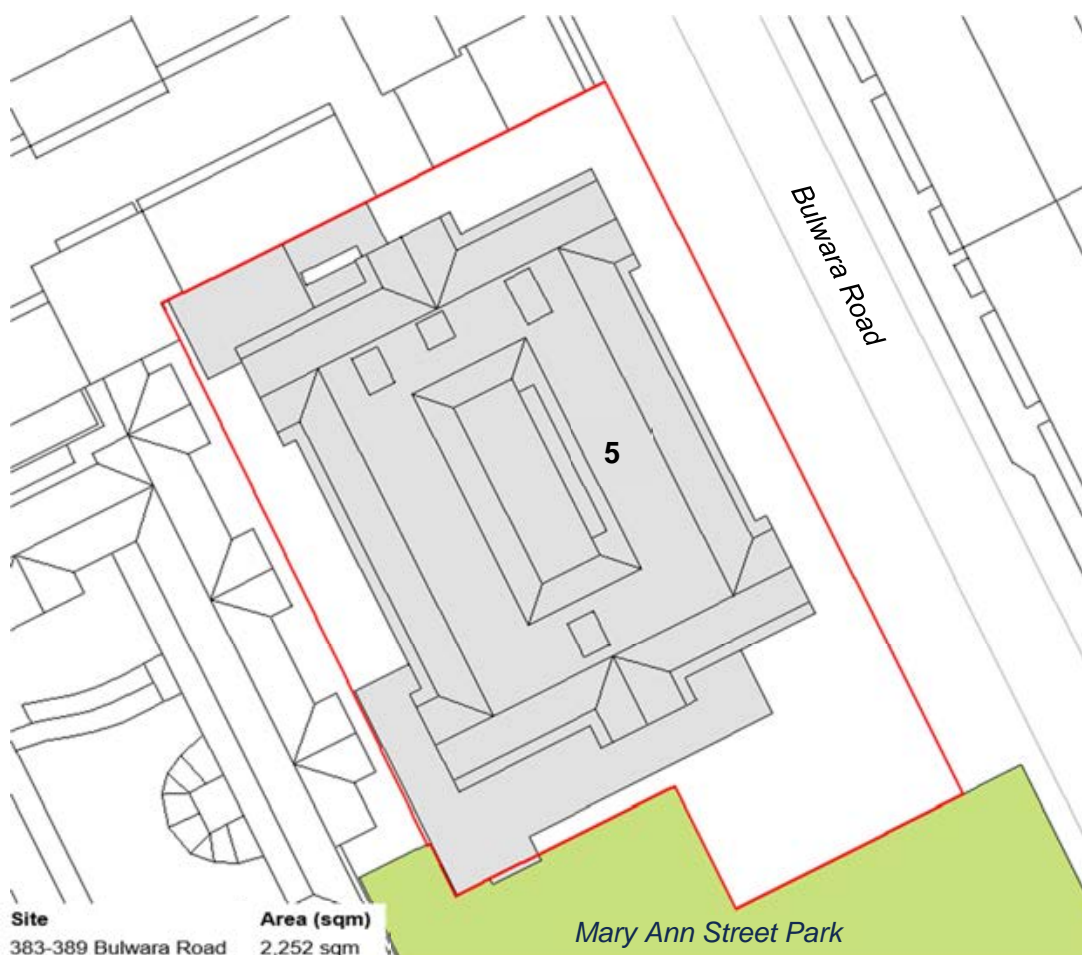 Bulwara Road
5
Site Area (sqm)
383-389 Bulwara Road 2,252 sqm
Mary Ann Street Park